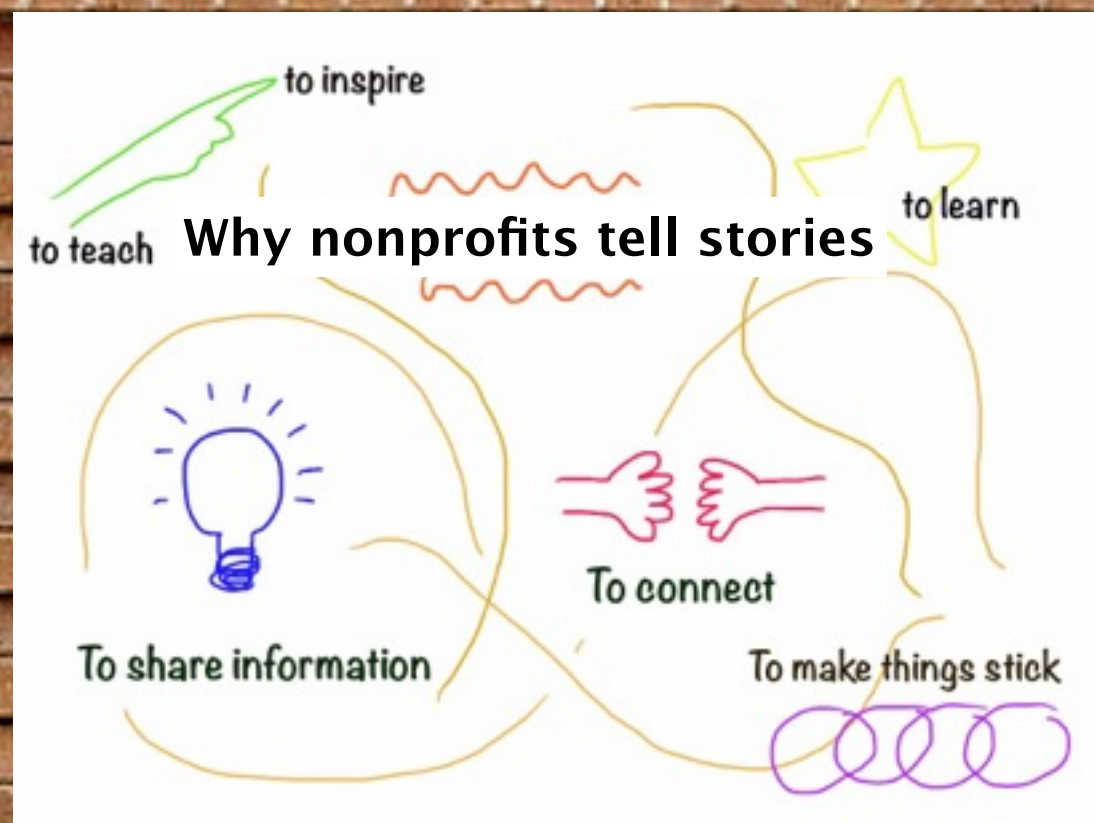 to inspire
to learn
to teach
Why nonprofits tell stories
To connect
To share information
To make things stick